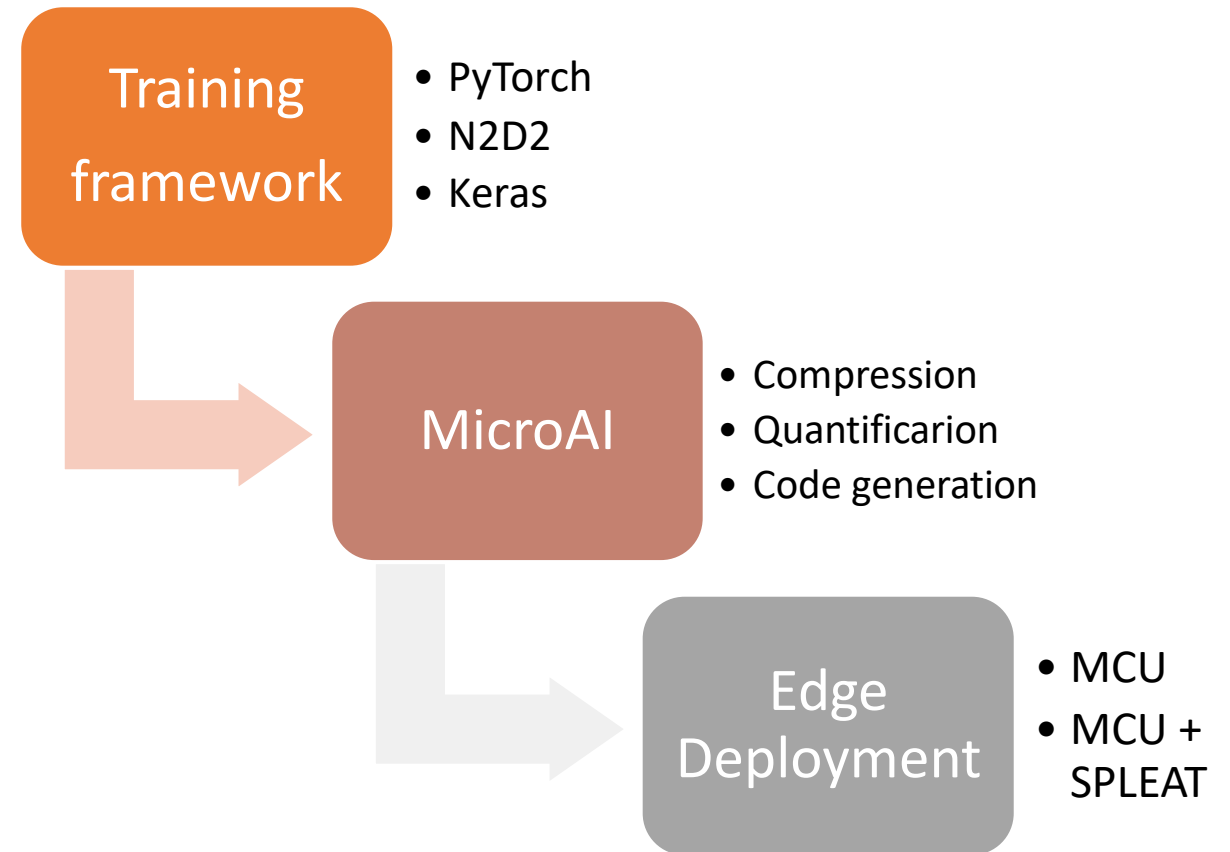 Training
framework
• PyTorch
• N2D2
• Keras
MicroAI
• Compression
• Quantificarion
• Code generation
Edge
Deployment
• MCU
• MCU +
SPLEAT